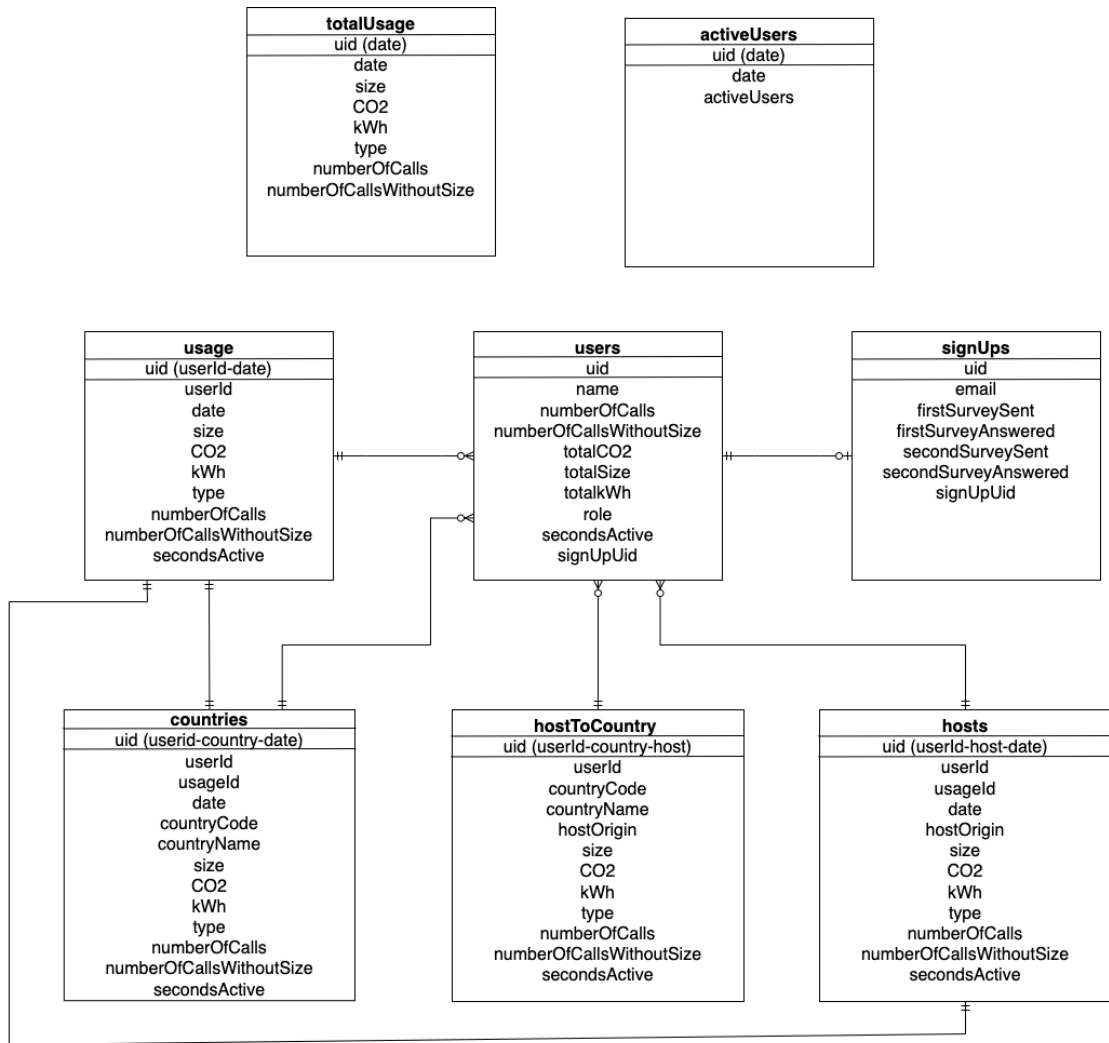 totalUsage
uid (date)
date
size
CO2
kWh
type
numberOfCalls
numberOfCallsWithoutSize
activeUsers
uid (date)
date
activeUsers
usage
uid (userId-date)
userId
date
size
CO2
kWh
type
numberOfCalls
numberOfCallsWithoutSize
secondsActive
users
uid
name
numberOfCalls
numberOfCallsWithoutSize
totalCO2
totalSize
totalkWh
role
secondsActive
signUpUid
signUps
uid
email
firstSurveySent
firstSurveyAnswered
secondSurveySent
secondSurveyAnswered
signUpUid
countries
uid (userid-country-date)
userId
usageId
date
countryCode
countryName
size
CO2
kWh
type
numberOfCalls
numberOfCallsWithoutSize
secondsActive
hostToCountry
uid (userId-country-host)
userId
countryCode
countryName
hostOrigin
size
CO2
kWh
type
numberOfCalls
numberOfCallsWithoutSize
secondsActive
hosts
uid (userId-host-date)
userId
usageId
date
hostOrigin
size
CO2
kWh
type
numberOfCalls
numberOfCallsWithoutSize
secondsActive